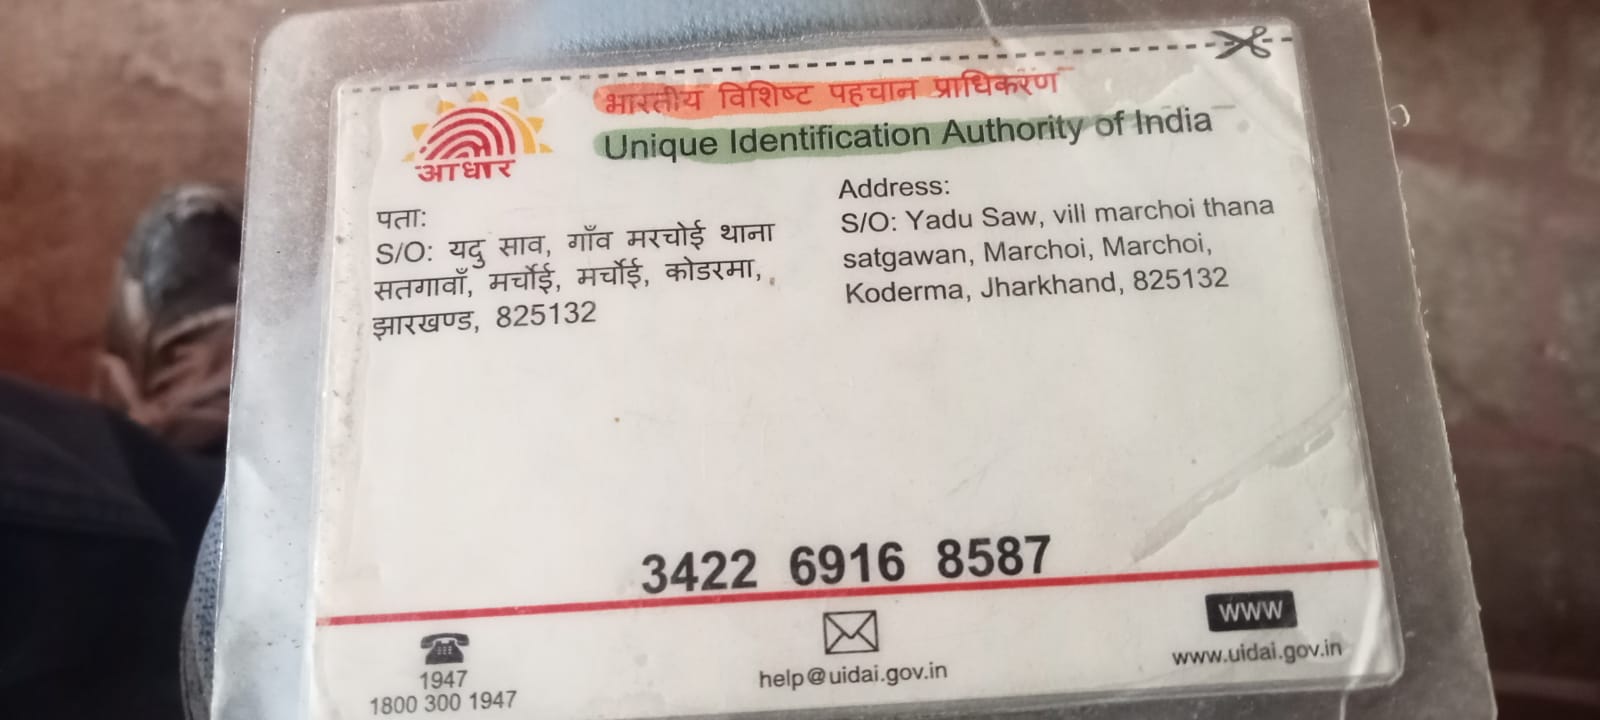 भारतीय विशिष्ट पहचान प्राधिकरण
Unique Identification Authority of India
आधार
पता:
S/O: यदु साव, गाँव मरचोई थाना
सतगावाँ, मर्चोई, मर्चोई, कोडरमा,
झारखण्ड, 825132
Address:
S/O: Yadu Saw, vill marchoi thana
satgawan, Marchoi, Marchoi,
Koderma, Jharkhand, 825132
3422 6916 8587
1947
1800 300 1947
help@uidai.gov.in
WWW
www.uidai.gov.in